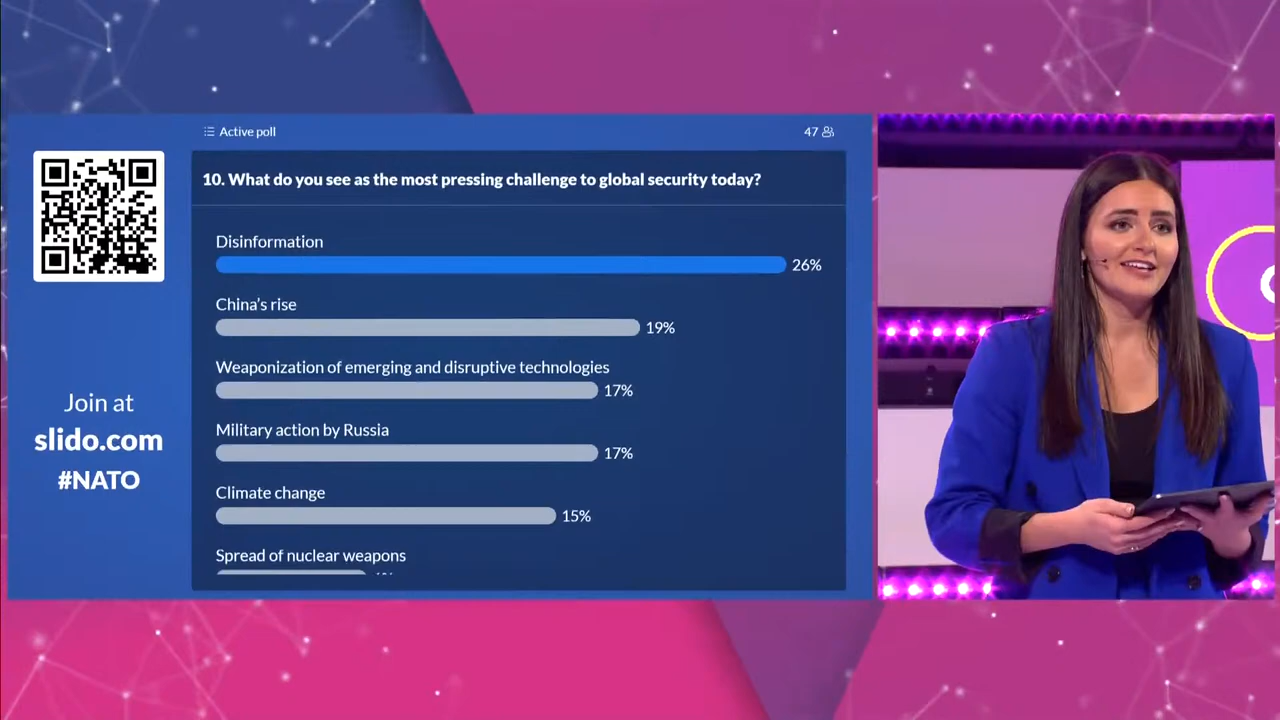 Active poll
47
10. What do you see as the most pressing challenge to global security today?
Disinformation
26%
China's rise
19%
Weaponization of emerging and disruptive technologies
17%
Military action by Russia
17%
Climate change
15%
Spread of nuclear weapons
Join at
slido.com
#NATO